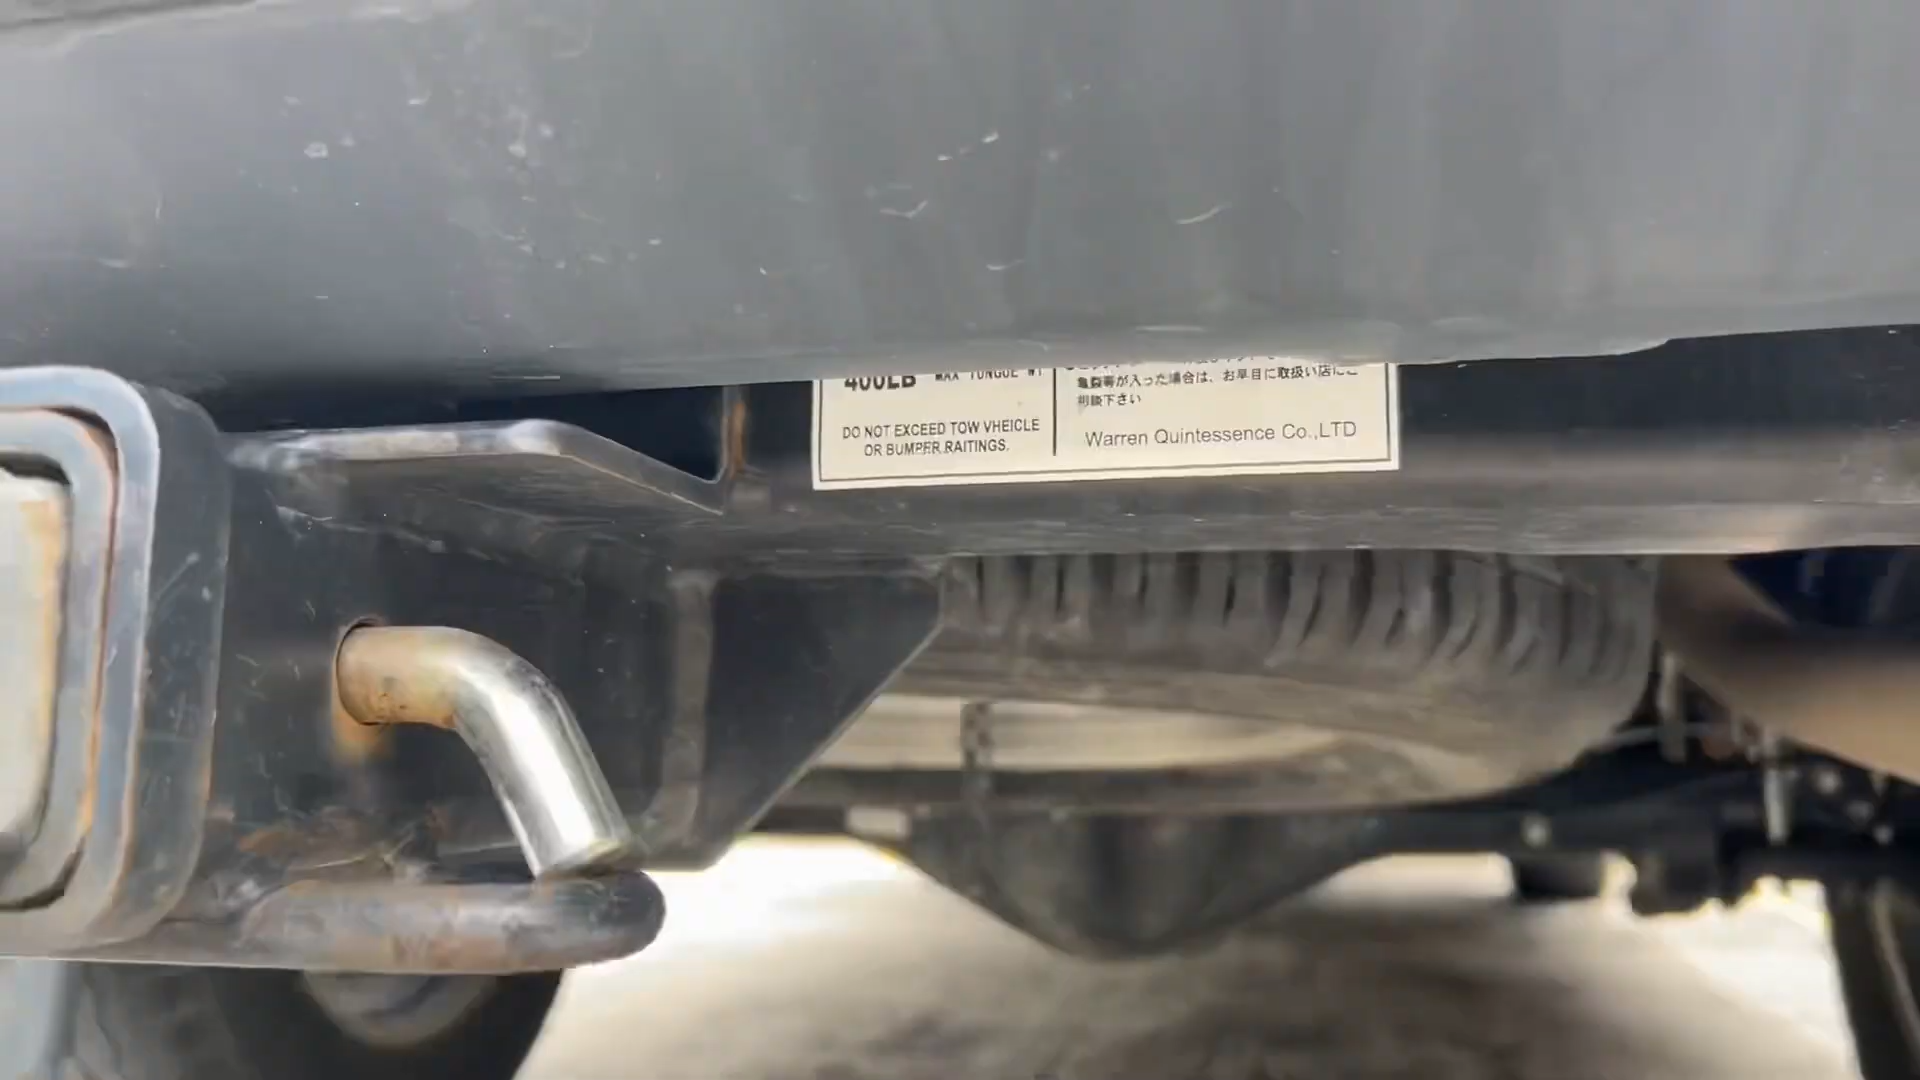 400LB MAX TONGUE WT
DO NOT EXCEED TOW VHEICLE
OR BUMPER RAITINGS.
亀裂等が入った場合は、お早目に取扱い店にご
相談下さい
Warren Quintessence Co.,LTD